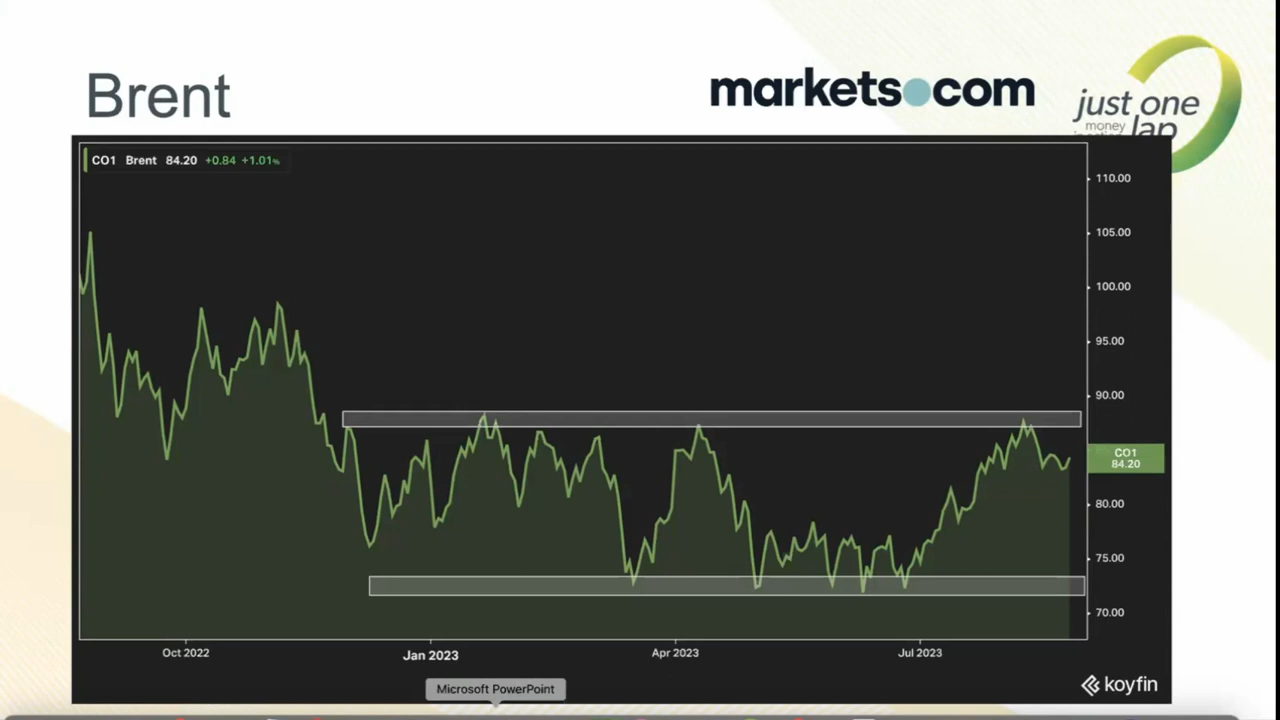 Brent
markets.com
just one
money
lap
CO1 Brent 84.20 +0.84 +1.01%
110.00
105.00
100.00
95.00
90.00
CO1
84.20
80.00
75.00
70.00
Oct 2022
Jan 2023
Apr 2023
Jul 2023
Microsoft PowerPoint
koyfin